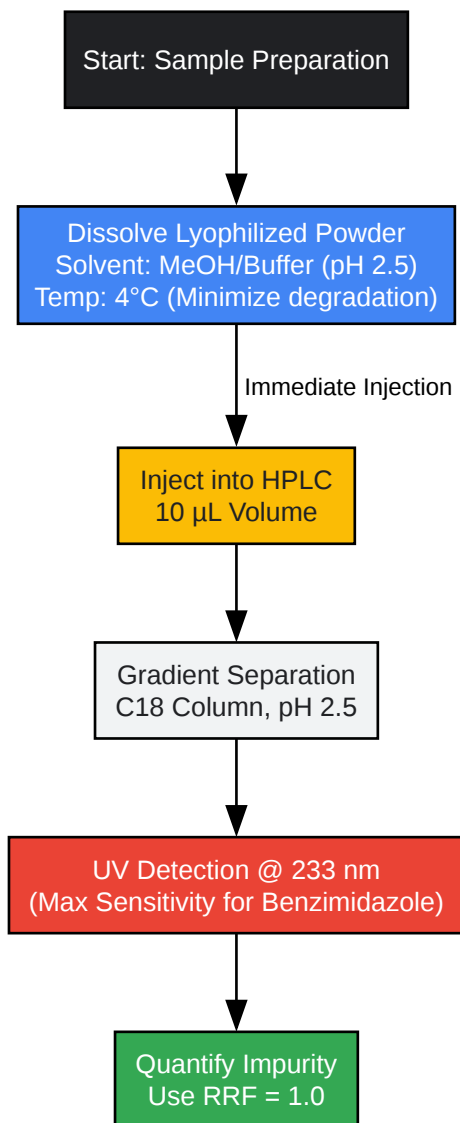 Start: Sample Preparation
Dissolve Lyophilized Powder
Solvent: MeOH/Buffer (pH 2.5)
Temp: 4°C (Minimize degradation)
Immediate Injection
Inject into HPLC
10 µL Volume
Gradient Separation
C18 Column, pH 2.5
UV Detection @ 233 nm
(Max Sensitivity for Benzimidazole)
Quantify Impurity
Use RRF = 1.0